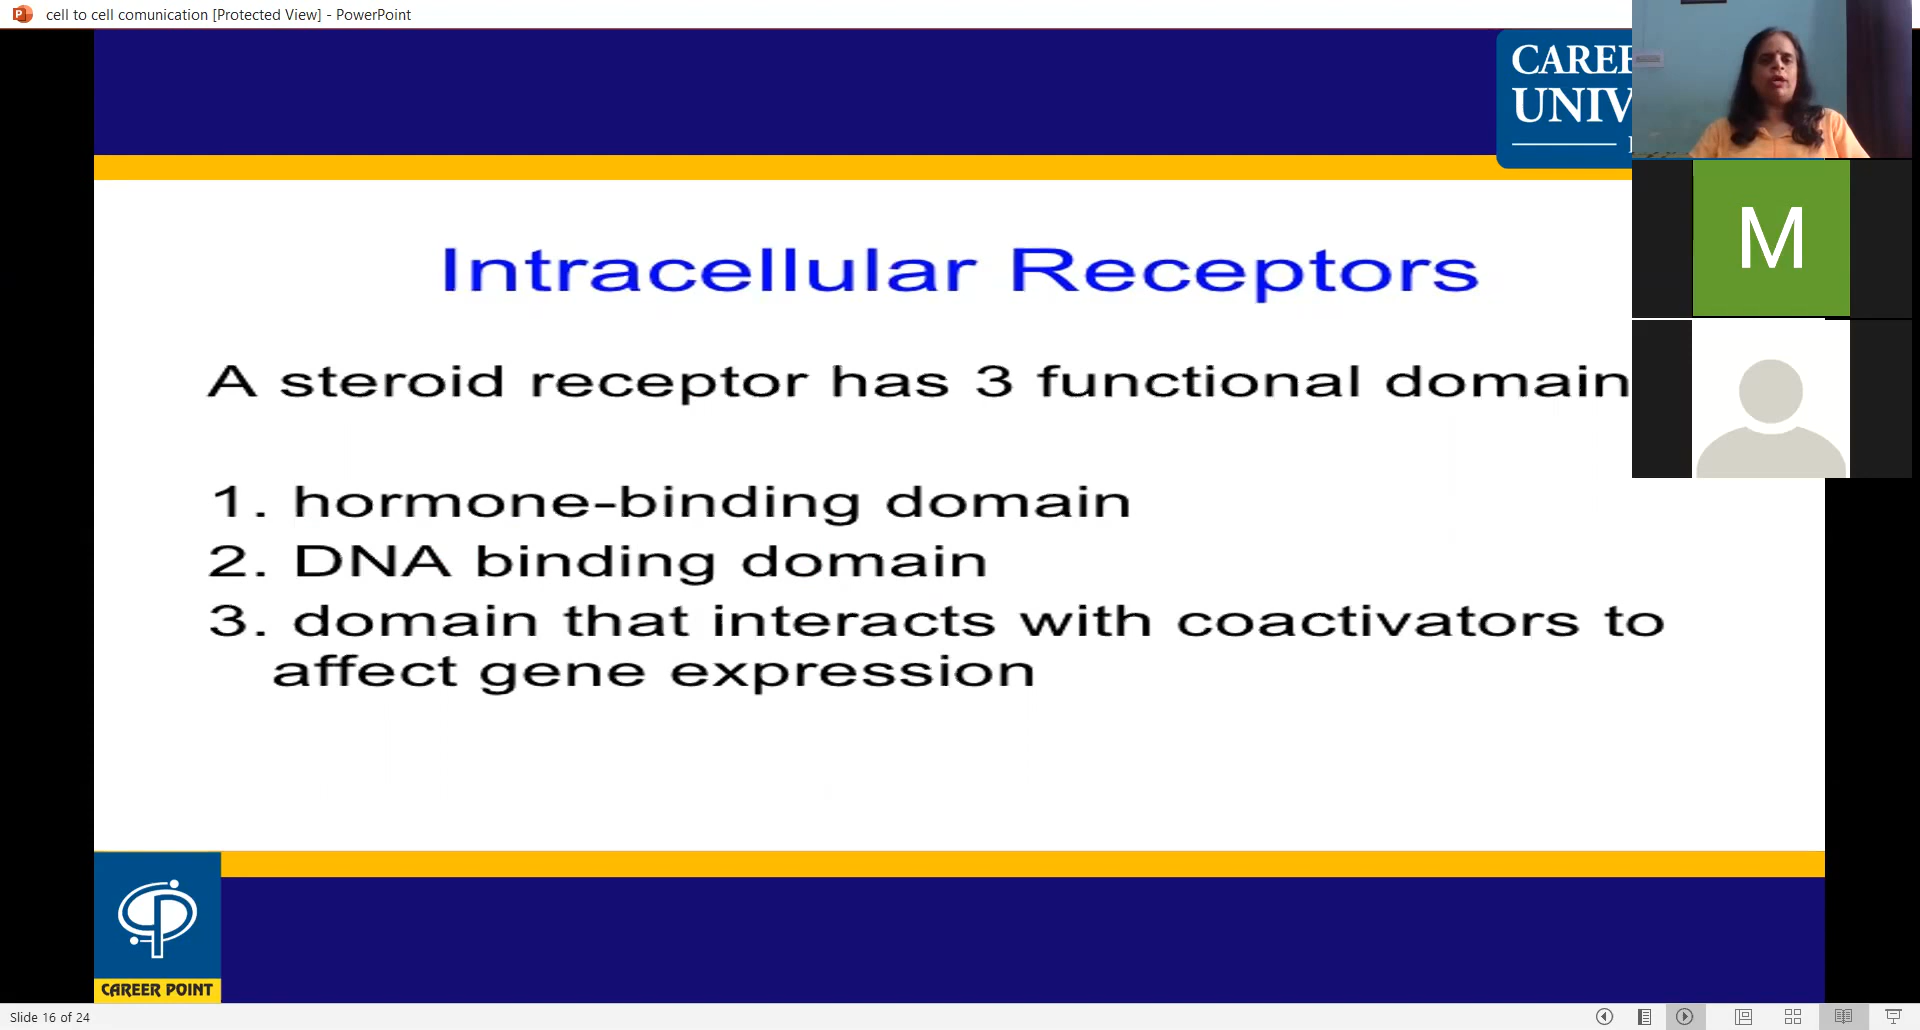 cell to cell comunication [Protected View] - PowerPoint
M
Intracellular Receptors
A steroid receptor has 3 functional domain
1. hormone-binding domain
2. DNA binding domain
3. domain that interacts with coactivators to
affect gene expression
CAREER POINT
Slide 16 of 24